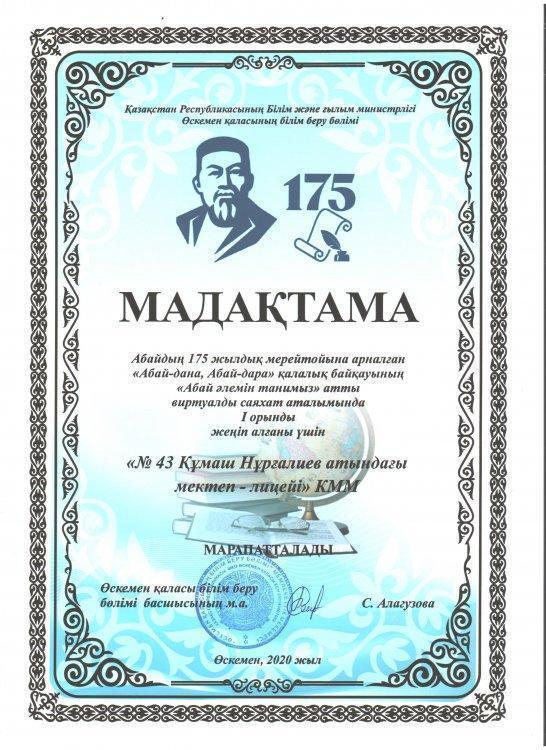 Қазақстан Республикасының Білім және ғылым министрлігі
Өскемен қаласының білім беру бөлімі
175
МАДАҚТАМА
Абайдың 175 жылдық мерейтойына арналған
«Абай-дана, Абай-дара» қалалық байқауының
«Абай әлемін танимыз» атты
виртуалды саяхат аталымында
І орынды
жеңіп алғаны үшін
«№ 43 Құмаш Нұрғалиев атындағы
мектеп - лицейі» КММ
МАРАПАТТАЛАДЫ
Өскемен қаласы білім беру
бөлімі басшысының м.а.
С. Алагузова
Өскемен, 2020 жыл